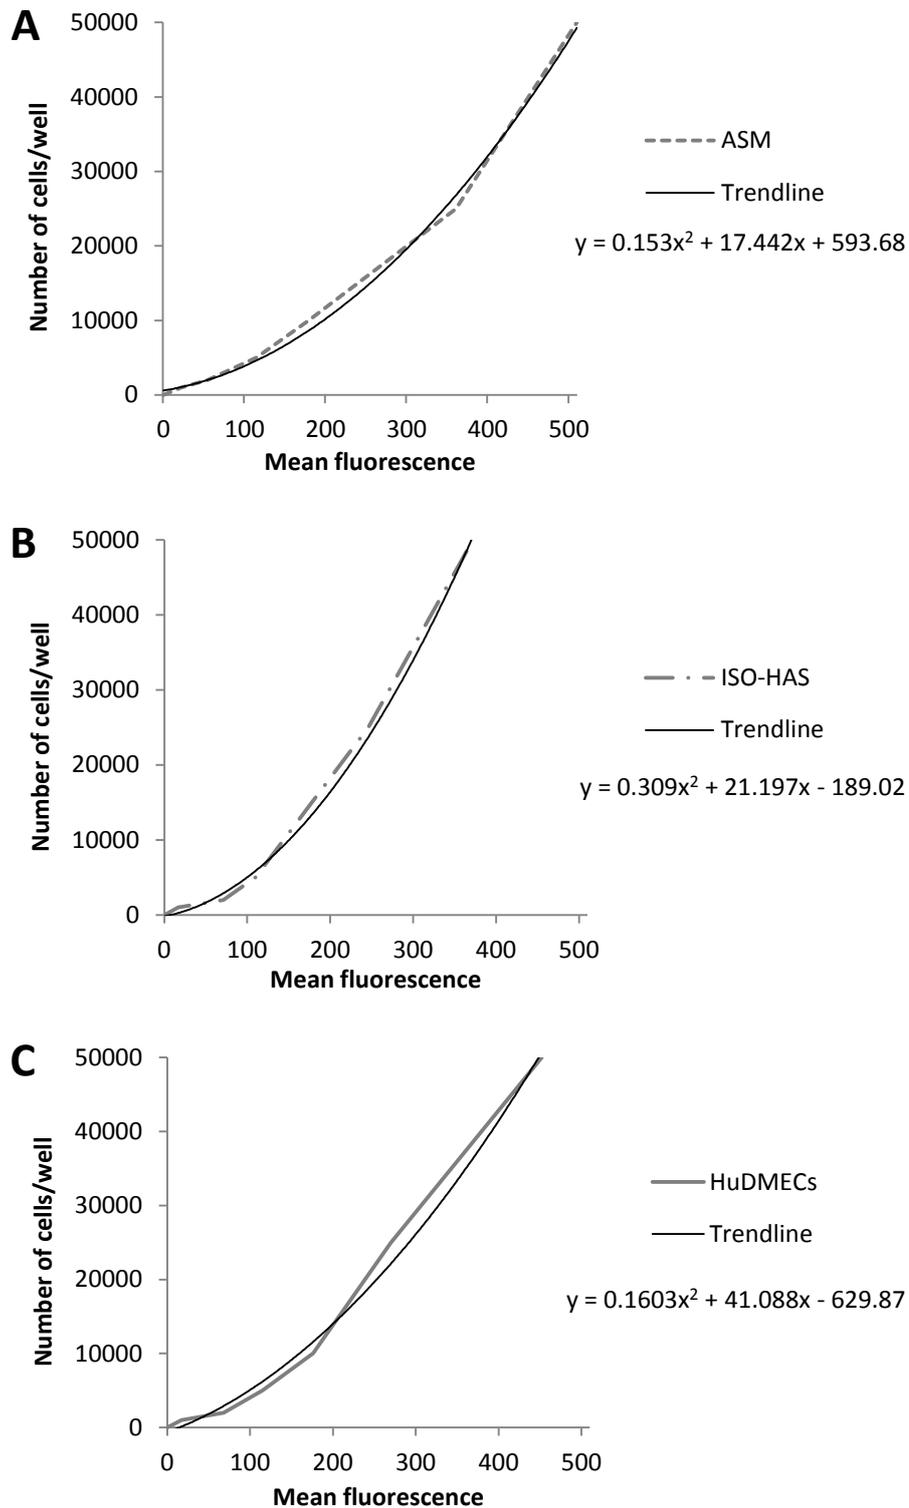 A
50000
40000
30000
20000
10000
0
Number of cells/well
0 100 200 300 400 500
Mean fluorescence
ASM
Trendline
y = 0.153x² + 17.442x + 593.68
B
50000
40000
30000
20000
10000
0
Number of cells/well
0 100 200 300 400 500
Mean fluorescence
ISO-HAS
Trendline
y = 0.309x² + 21.197x - 189.02
C
50000
40000
30000
20000
10000
0
Number of cells/well
0 100 200 300 400 500
Mean fluorescence
HuDMECs
Trendline
y = 0.1603x² + 41.088x - 629.87